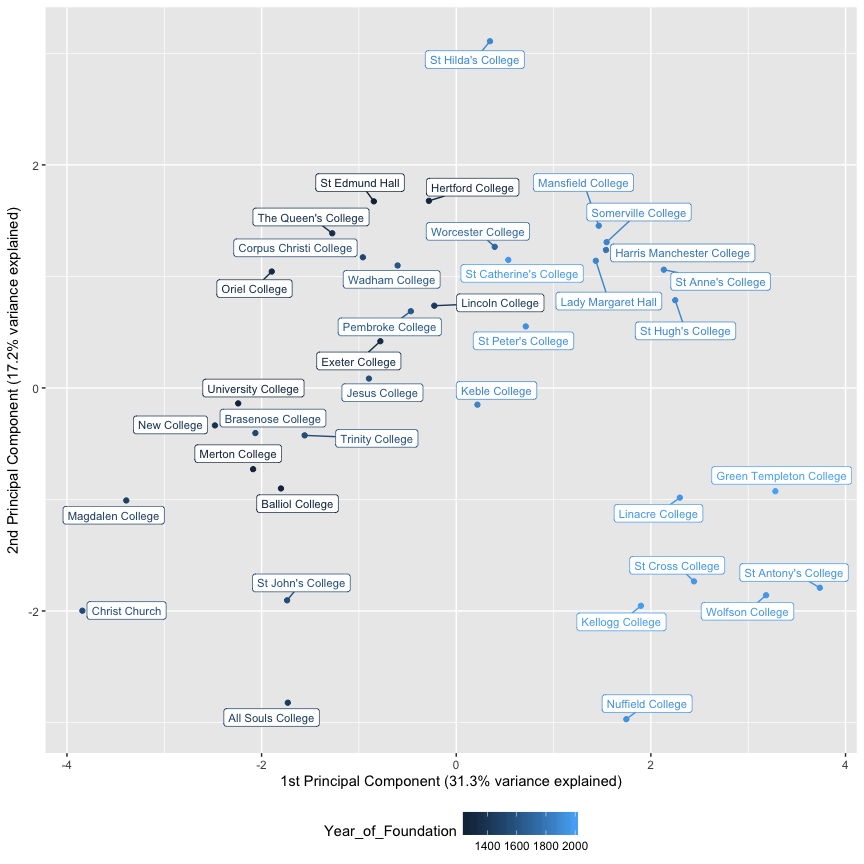 St Hilda's College
2
St Edmund Hall
Hertford College
Mansfield College
The Queen's College
Somerville College
Corpus Christi College
Worcester College
Harris Manchester College
Wadham College
St Catherine's College
St Anne's College
Oriel College
Lincoln College
Lady Margaret Hall
Pembroke College
St Hugh's College
St Peter's College
Exeter College
0
University College
Jesus College
Keble College
New College
Brasenose College
Trinity College
Merton College
Green Templeton College
Balliol College
Magdalen College
Linacre College
St Cross College
St Antony's College
St John's College
-2
Christ Church
Wolfson College
Kellogg College
Nuffield College
All Souls College
2nd Principal Component (17.2% variance explained)
-4
-2
0
2
4
1st Principal Component (31.3% variance explained)
Year_of_Foundation
1400 1600 1800 2000